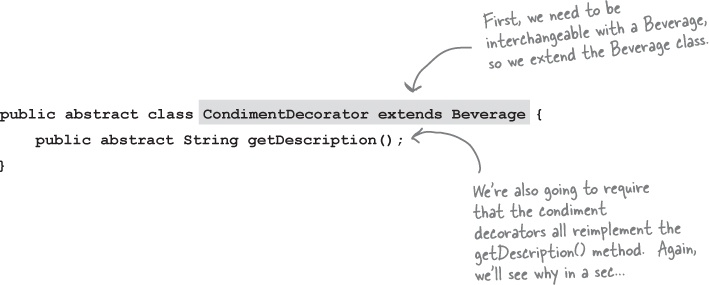 First, we need to be
interchangeable with a Beverage,
so we extend the Beverage class.
public abstract class CondimentDecorator extends Beverage {
public abstract String getDescription();
}
We're also going to require
that the condiment
decorators all reimplement the
getDescription() method. Again,
we'll see why in a sec...